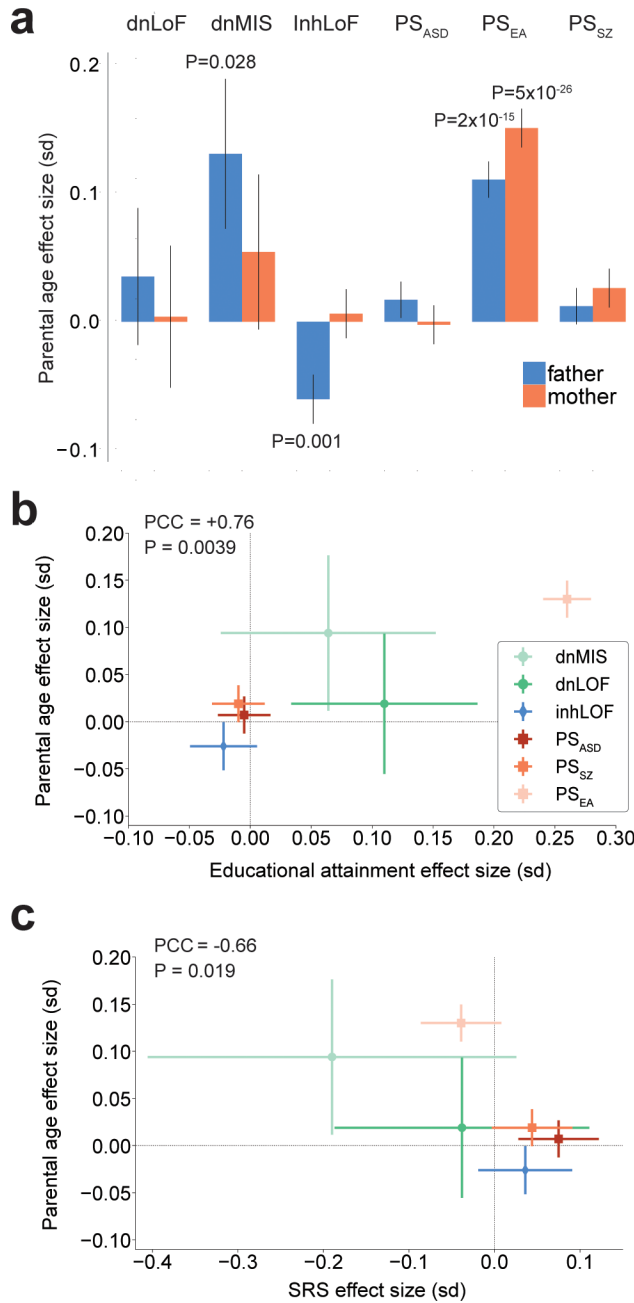 a
dnLoF dnMIS InhLoF PS_ASD PS_EA PS_SZ
Parental age effect size (sd)
0.2
0.1
0.0
−0.1
P=0.028
P=0.001
P=5x10^-26
P=2x10^-15
father
mother
b
PCC = +0.76
P = 0.0039
Parental age effect size (sd)
0.20
0.15
0.10
0.05
0.00
−0.05
−0.10
dnMIS
dnLOF
inhLOF
PS_ASD
PS_SZ
PS_EA
−0.10 −0.05 0.00 0.05 0.10 0.15 0.20 0.25 0.30
Educational attainment effect size (sd)
c
PCC = -0.66
P = 0.019
Parental age effect size (sd)
0.20
0.15
0.10
0.05
0.00
−0.05
−0.10
−0.4 −0.3 −0.2 −0.1 0.0 0.1
SRS effect size (sd)